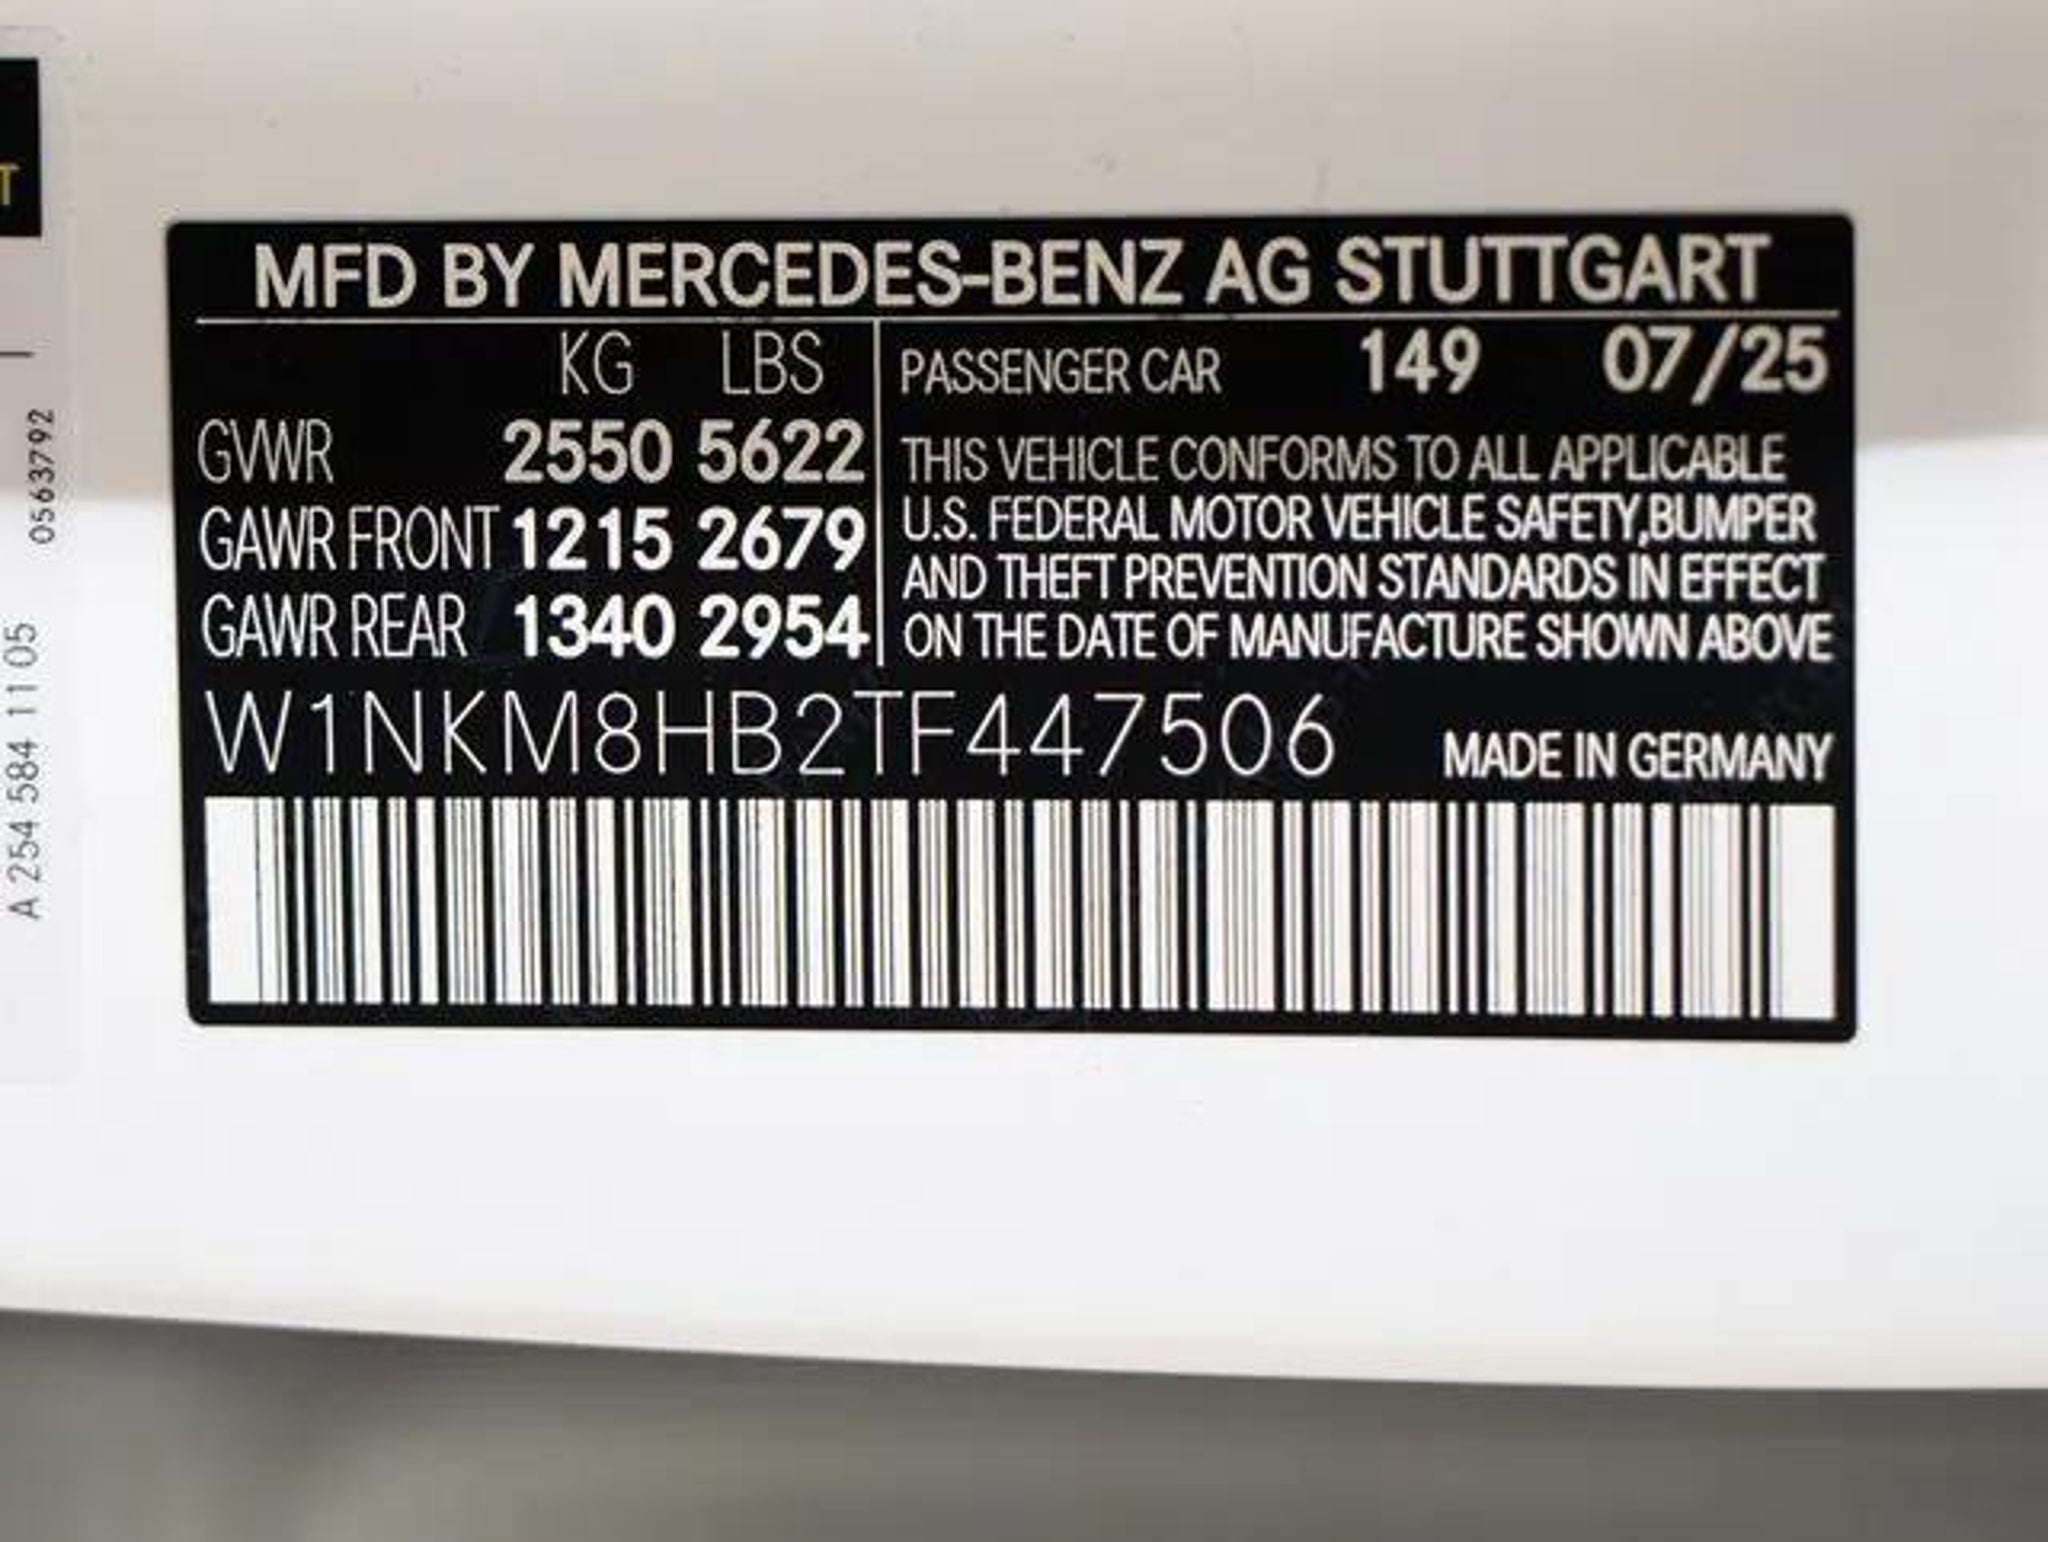 MFD BY MERCEDES-BENZ AG STUTTGART
KG LBS
GVWR 2550 5622
GAWR FRONT 1215 2679
GAWR REAR 1340 2954
PASSENGER CAR 149 07/25
THIS VEHICLE CONFORMS TO ALL APPLICABLE
U.S. FEDERAL MOTOR VEHICLE SAFETY,BUMPER
AND THEFT PREVENTION STANDARDS IN EFFECT
ON THE DATE OF MANUFACTURE SHOWN ABOVE
W1NKM8HB2TF447506
MADE IN GERMANY
T
0563792
A 254 584 11 05